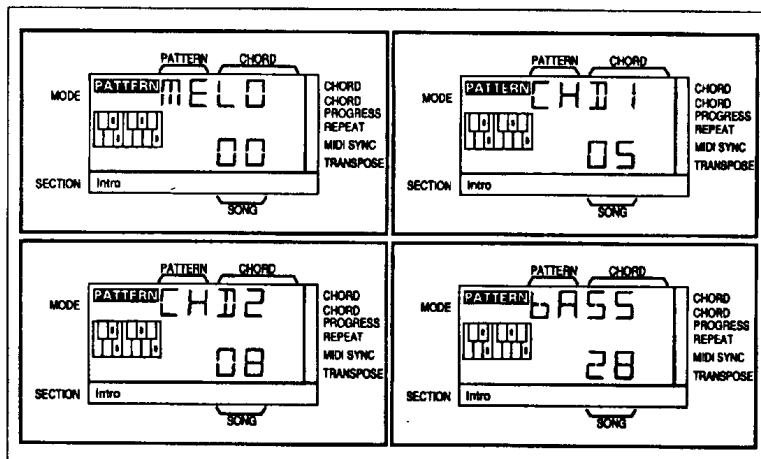 PATTERN CHORD
MODE PATTERN MELO CHORD
CHORD
PROGRESS
REPEAT
00 MIDI SYNC
TRANSPOSE
SECTION Intro
SONG
PATTERN CHORD
MODE PATTERN CHD1 CHORD
CHORD
PROGRESS
REPEAT
05 MIDI SYNC
TRANSPOSE
SECTION Intro
SONG
PATTERN CHORD
MODE PATTERN CHD2 CHORD
CHORD
PROGRESS
REPEAT
08 MIDI SYNC
TRANSPOSE
SECTION Intro
SONG
PATTERN CHORD
MODE PATTERN bASS CHORD
CHORD
PROGRESS
REPEAT
28 MIDI SYNC
TRANSPOSE
SECTION Intro
SONG